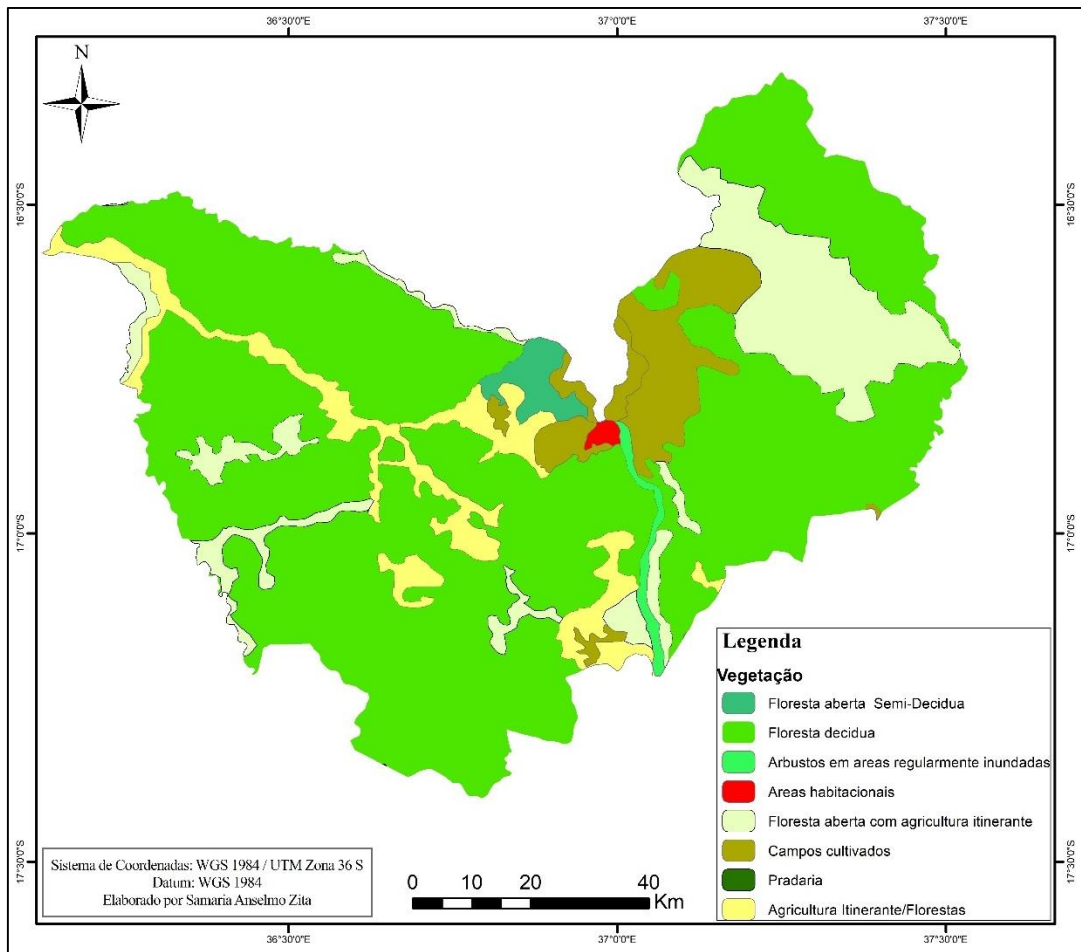 36°30'0"E
37°0'0"E
37°30'0"E
N
16°30'0"S
16°30'0"S
17°0'0"S
17°0'0"S
17°30'0"S
17°30'0"S
Legenda
Vegetação
Floresta aberta Semi-Decidua
Floresta decidua
Arbustos em areas regularmente inundadas
Areas habitacionais
Floresta aberta com agricultura itinerante
Campos cultivados
Pradaria
Agricultura Itinerante/Florestas
Sistema de Coordenadas: WGS 1984 / UTM Zona 36 S
Datum: WGS 1984
Elaborado por Samaria Anselmo Zita
0 10 20 40
Km
36°30'0"E
37°0'0"E
37°30'0"E